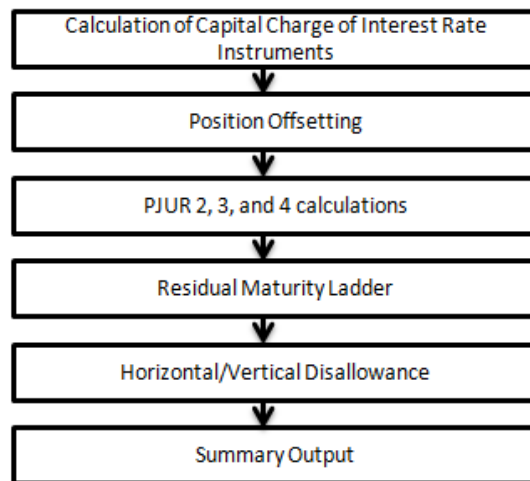 Calculation of Capital Charge of Interest Rate
Instruments
Position Offsetting
PJUR 2, 3, and 4 calculations
Residual Maturity Ladder
Horizontal/Vertical Disallowance
Summary Output